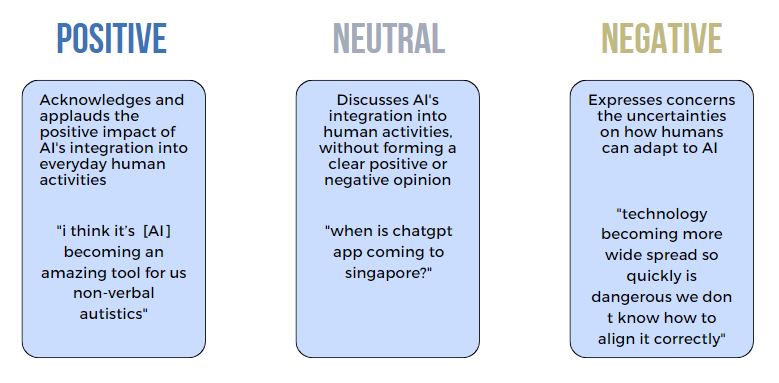 POSITIVE
NEUTRAL
NEGATIVE
Acknowledges and
applauds the
positive impact of
AI's integration into
everyday human
activities
"i think it's [AI]
becoming an
amazing tool for us
non-verbal
autistics"
Discusses AI's
integration into
human activities,
without forming a
clear positive or
negative opinion
"when is chatgpt
app coming to
singapore?"
Expresses concerns
the uncertainties
on how humans
can adapt to AI
"technology
becoming more
wide spread so
quickly is
dangerous we don
t know how to
align it correctly"